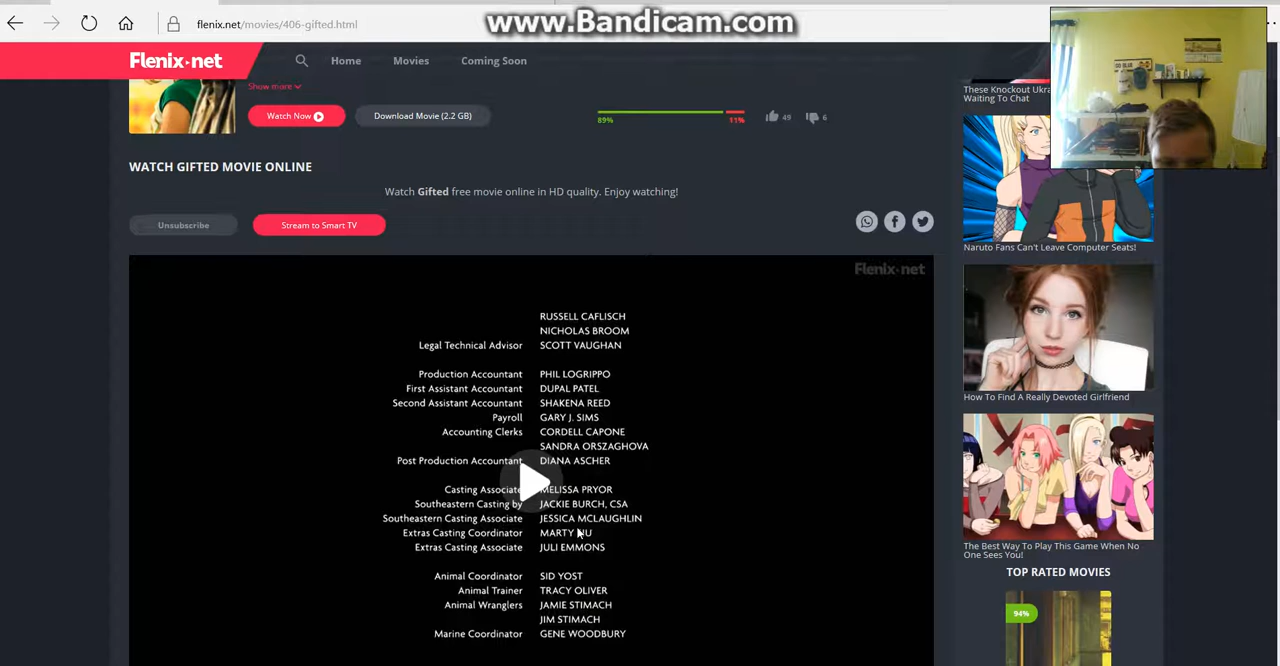 www.Bandicam.com
flenix.net/movies/406-gifted.html
Flenix•net
Home
Movies
Coming Soon
Show more
Watch Now
Download Movie (2.2 GB)
89%
11%
49
6
These Knockout Ukra
Waiting To Chat
WATCH GIFTED MOVIE ONLINE
Watch Gifted free movie online in HD quality. Enjoy watching!
Unsubscribe
Stream to Smart TV
Naruto Fans Can't Leave Computer Seats!
Flenix•net
RUSSELL CAFLISCH
NICHOLAS BROOM
Legal Technical Advisor SCOTT VAUGHAN
Production Accountant PHIL LOGRIPPO
First Assistant Accountant DUPAL PATEL
Second Assistant Accountant SHAKENA REED
Payroll GARY J. SIMS
Accounting Clerks CORDELL CAPONE
SANDRA ORSZAGHOVA
Post Production Accountant DIANA ASCHER
Casting Associate MELISSA PRYOR
Southeastern Casting by JACKIE BURCH, CSA
Southeastern Casting Associate JESSICA MCLAUGHLIN
Extras Casting Coordinator MARTY
Extras Casting Associate JULI EMMONS
Animal Coordinator SID YOST
Animal Trainer TRACY OLIVER
Animal Wranglers JAMIE STIMACH
JIM STIMACH
Marine Coordinator GENE WOODBURY
How To Find A Really Devoted Girlfriend
The Best Way To Play This Game When No
One Sees You!
TOP RATED MOVIES
94%